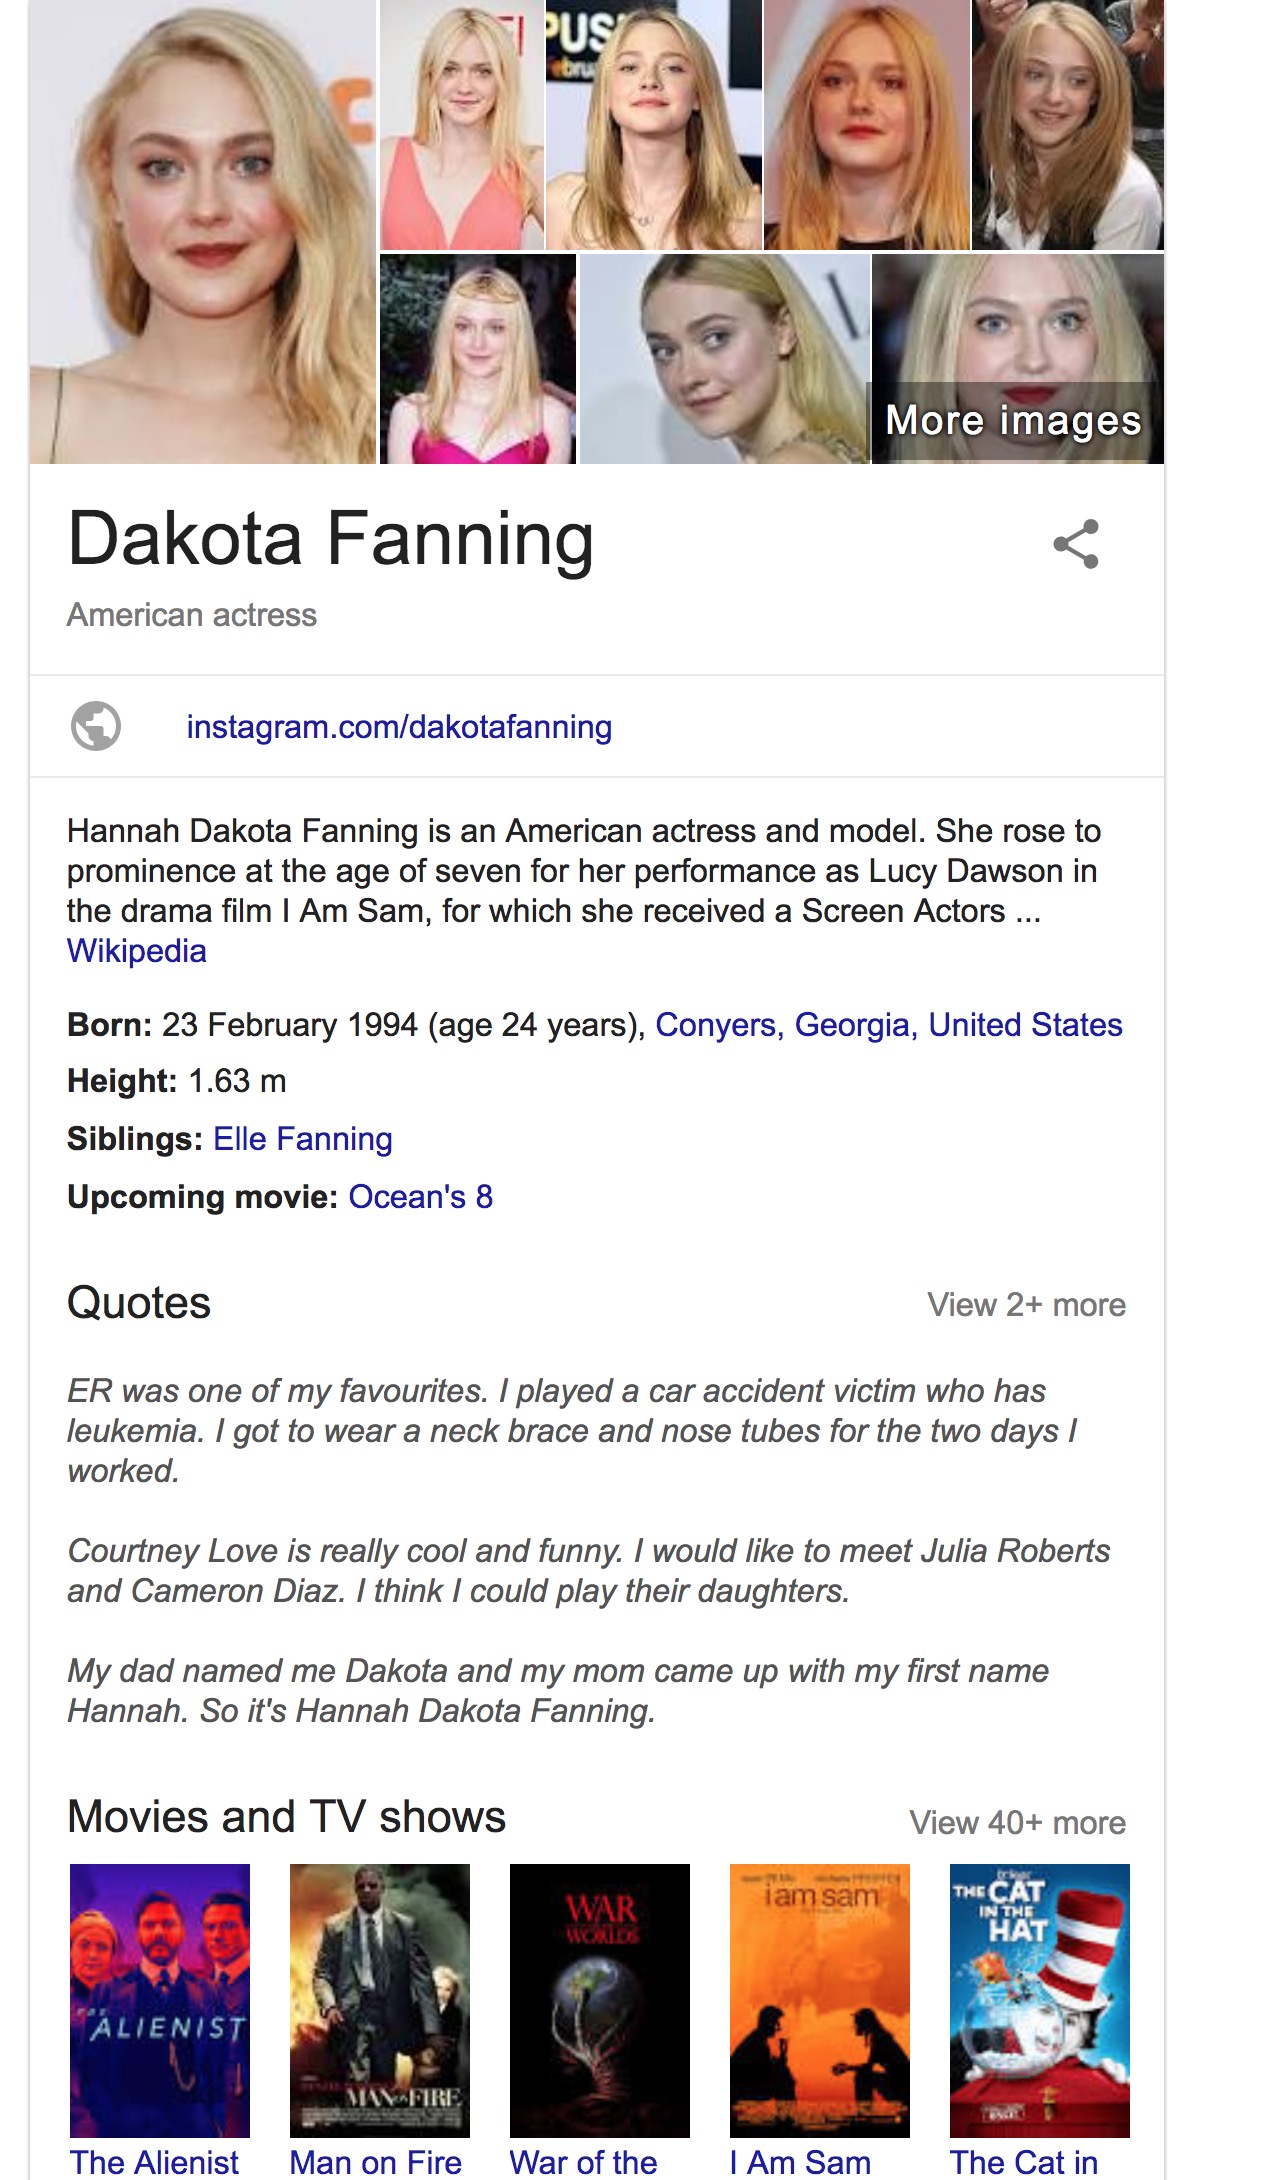 PUS
More images
Dakota Fanning
American actress
instagram.com/dakotafanning
Hannah Dakota Fanning is an American actress and model. She rose to
prominence at the age of seven for her performance as Lucy Dawson in
the drama film I Am Sam, for which she received a Screen Actors ...
Wikipedia
Born: 23 February 1994 (age 24 years), Conyers, Georgia, United States
Height: 1.63 m
Siblings: Elle Fanning
Upcoming movie: Ocean's 8
Quotes
View 2+ more
ER was one of my favourites. I played a car accident victim who has
leukemia. I got to wear a neck brace and nose tubes for the two days I
worked.
Courtney Love is really cool and funny. I would like to meet Julia Roberts
and Cameron Diaz. I think I could play their daughters.
My dad named me Dakota and my mom came up with my first name
Hannah. So it's Hannah Dakota Fanning.
Movies and TV shows
View 40+ more
THE
ALIENIST
MAN ON FIRE
WAR
WORLDS
i am sam
THE CAT
IN THE
HAT
The Alienist
Man on Fire
War of the
I Am Sam
The Cat in